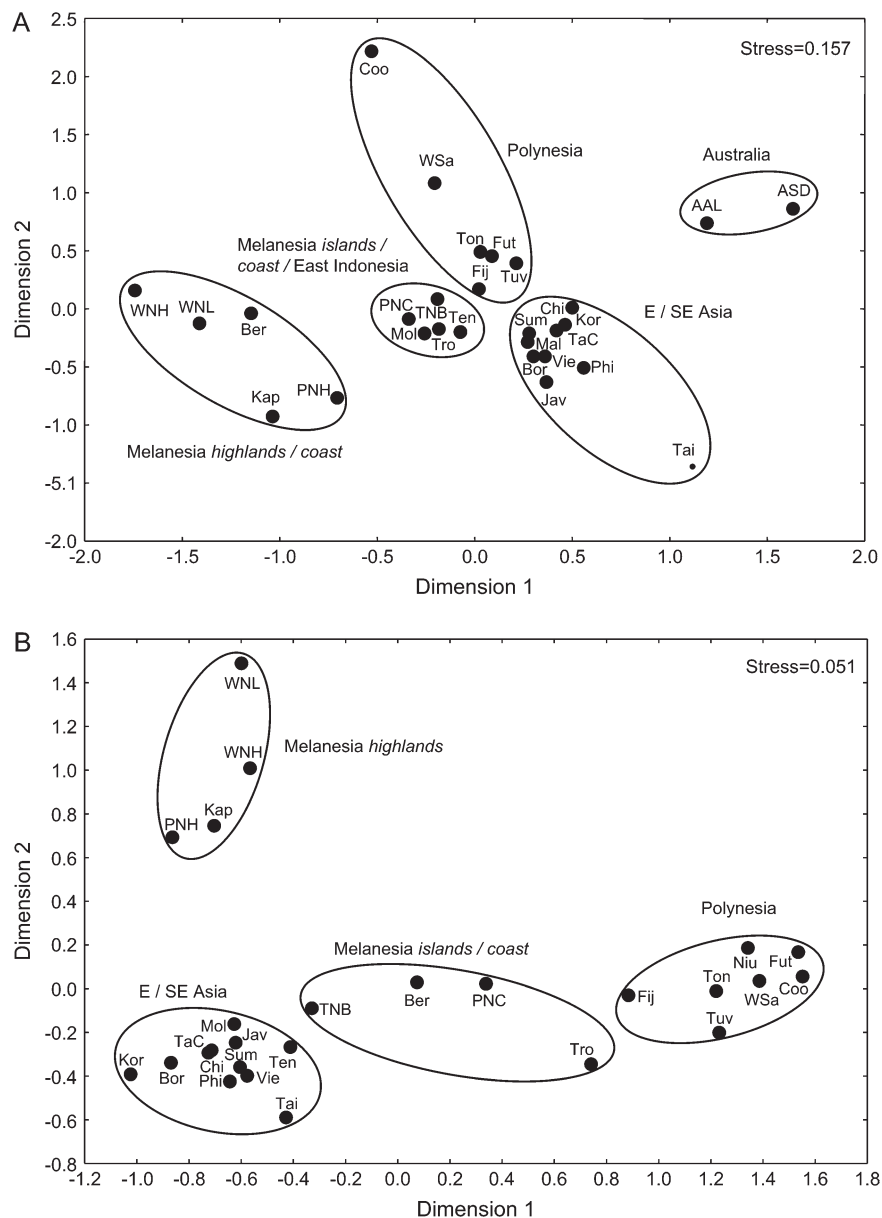 A
Stress=0.157
2.5
2.0
1.5
1.0
0.5
0.0
-0.5
-1.0
-5.1
-2.0
Dimension 2
Coo
WSa
Polynesia
Australia
AAL
ASD
Ton
Fut
Fij
Tuv
Melanesia islands /
coast / East Indonesia
WNH
WNL
Ber
Kap
PNH
Melanesia highlands / coast
PNC
TNB
Ten
Mol
Tro
E / SE Asia
Chi
Sum
Kor
TaC
Mal
Bor
Vie
Phi
Jav
Tai
-2.0 -1.5 -1.0 -0.5 0.0 0.5 1.0 1.5 2.0
Dimension 1
B
Stress=0.051
1.6
1.4
1.2
1.0
0.8
0.6
0.4
0.2
0.0
-0.2
-0.4
-0.6
-0.8
Dimension 2
WNL
WNH
Kap
PNH
Melanesia highlands
Polynesia
Niu
Fut
Ton
WSa
Coo
Fij
Tuv
Melanesia islands / coast
TNB
Ber
PNC
Tro
E / SE Asia
Mol
TaC
Jav
Sum
Kor
Chi
Ten
Bor
Phi
Vie
Tai
-1.2 -1.0 -0.8 -0.6 -0.4 -0.2 0.0 0.2 0.4 0.6 0.8 1.0 1.2 1.4 1.6 1.8
Dimension 1